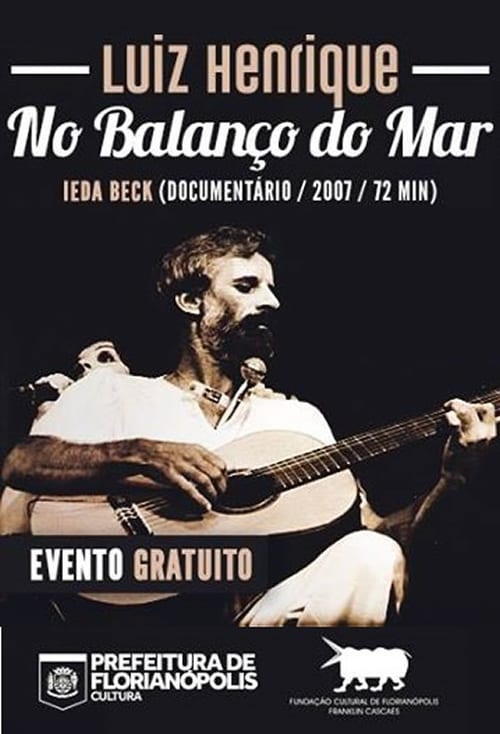 Luiz Henrique
No Balanço do Mar
IEDA BECK (DOCUMENTÁRIO / 2007 / 72 MIN)
EVENTO GRATUITO
PREFEITURA DE
FLORIANÓPOLIS
CULTURA
FUNDAÇÃO CULTURAL DE FLORIANÓPOLIS
FRANKLIN CASCAES